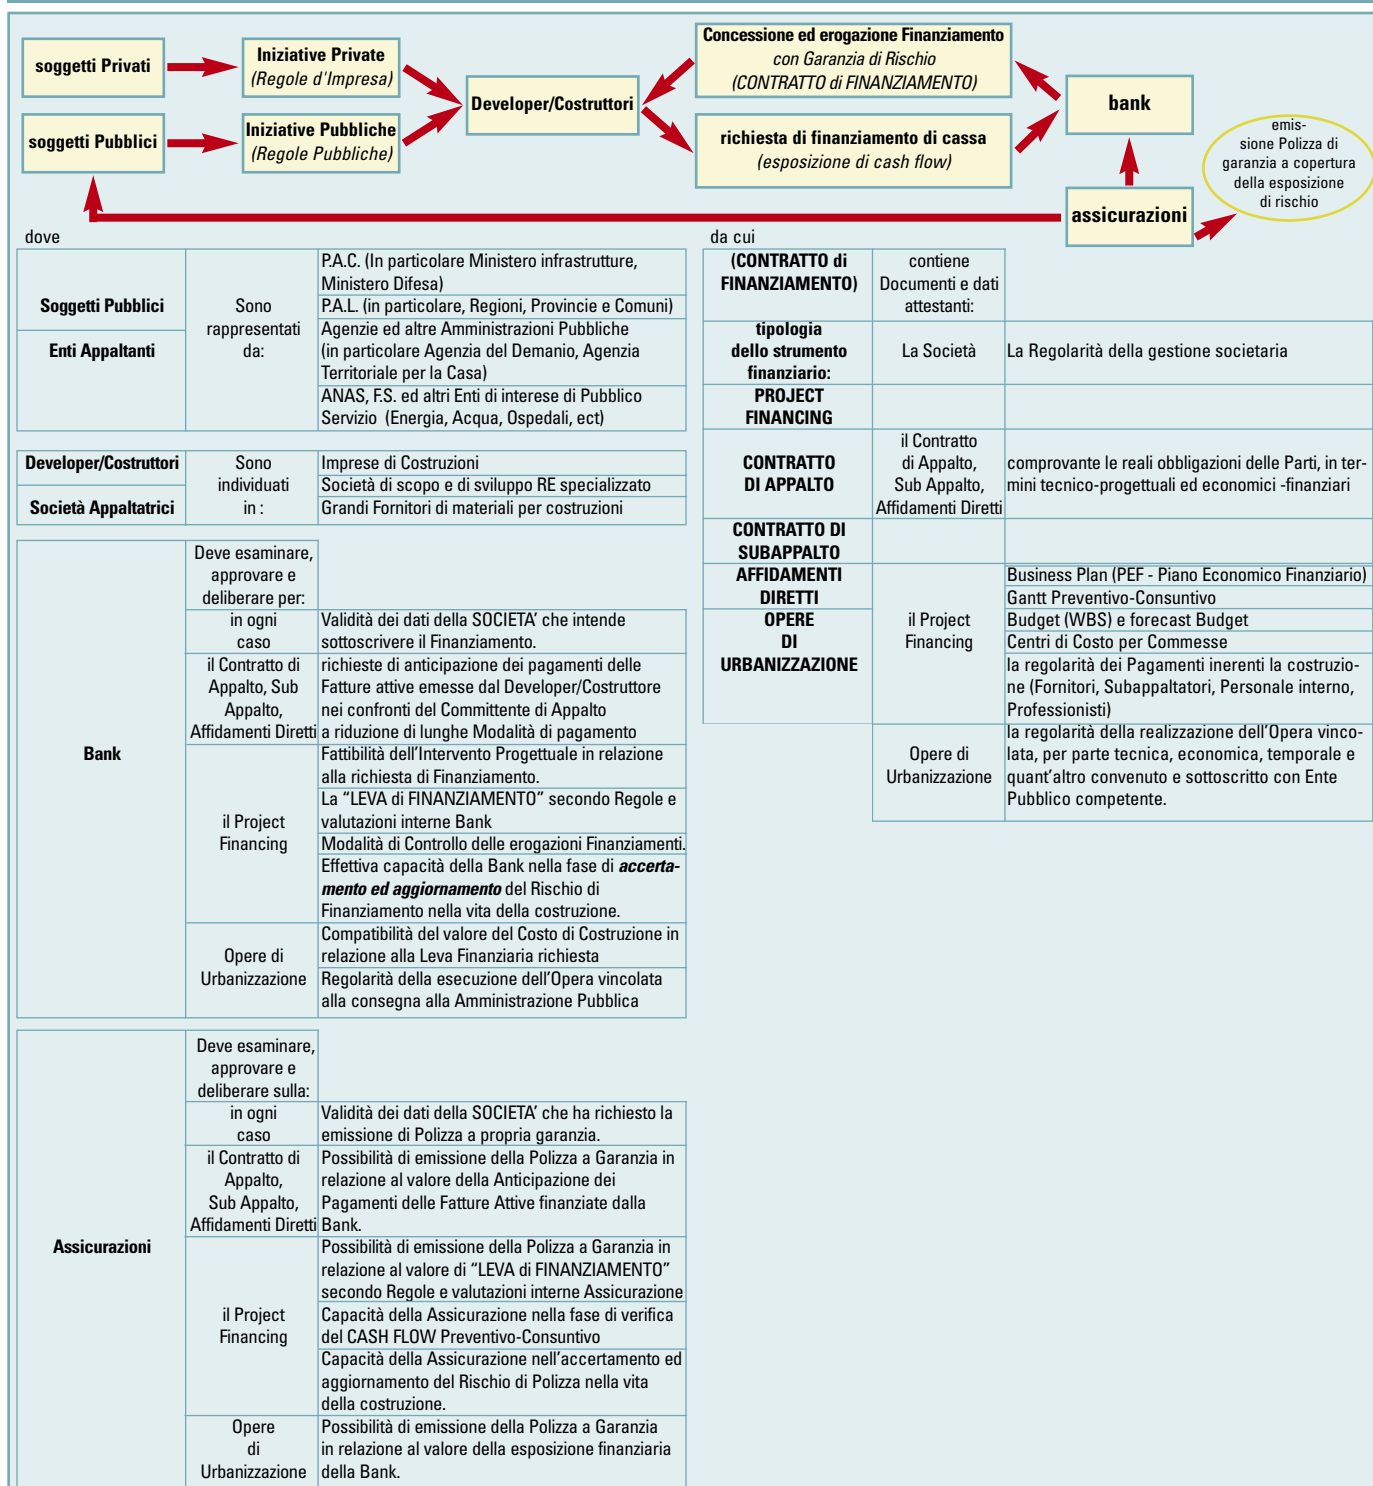 soggetti Privati
Iniziative Private
(Regole d'Impresa)
soggetti Pubblici
Iniziative Pubbliche
(Regole Pubbliche)
Developer/Costruttori
Concessione ed erogazione Finanziamento
con Garanzia di Rischio
(CONTRATTO di FINANZIAMENTO)
richiesta di finanziamento di cassa
(esposizione di cash flow)
bank
assicurazioni
emis-
sione Polizza di
garanzia a copertura
della esposizione
di rischio
dove
Soggetti Pubblici
Enti Appaltanti
Sono
rappresentati
da:
P.A.C. (In particolare Ministero infrastrutture,
Ministero Difesa)
P.A.L. (in particolare, Regioni, Provincie e Comuni)
Agenzie ed altre Amministrazioni Pubbliche
(in particolare Agenzia del Demanio, Agenzia
Territoriale per la Casa)
ANAS, F.S. ed altri Enti di interese di Pubblico
Servizio (Energia, Acqua, Ospedali, ect)
Developer/Costruttori
Società Appaltatrici
Sono
individuati
in :
Imprese di Costruzioni
Società di scopo e di sviluppo RE specializzato
Grandi Fornitori di materiali per costruzioni
Bank
Deve esaminare,
approvare e
deliberare per:
in ogni
caso
Validità dei dati della SOCIETA’ che intende
sottoscrivere il Finanziamento.
il Contratto di
Appalto, Sub
Appalto,
Affidamenti Diretti
richieste di anticipazione dei pagamenti delle
Fatture attive emesse dal Developer/Costruttore
nei confronti del Committente di Appalto
a riduzione di lunghe Modalità di pagamento
il Project
Financing
Fattibilità dell’Intervento Progettuale in relazione
alla richiesta di Finanziamento.
La “LEVA di FINANZIAMENTO” secondo Regole e
valutazioni interne Bank
Modalità di Controllo delle erogazioni Finanziamenti.
Effettiva capacità della Bank nella fase di accerta-
mento ed aggiornamento del Rischio di
Finanziamento nella vita della costruzione.
Opere di
Urbanizzazione
Compatibilità del valore del Costo di Costruzione in
relazione alla Leva Finanziaria richiesta
Regolarità della esecuzione dell’Opera vincolata
alla consegna alla Amministrazione Pubblica
Assicurazioni
Deve esaminare,
approvare e
deliberare sulla:
in ogni
caso
Validità dei dati della SOCIETA’ che ha richiesto la
emissione di Polizza a propria garanzia.
il Contratto di
Appalto,
Sub Appalto,
Affidamenti Diretti
Possibilità di emissione della Polizza a Garanzia in
relazione al valore della Anticipazione dei
Pagamenti delle Fatture Attive finanziate dalla
Bank.
il Project
Financing
Possibilità di emissione della Polizza a Garanzia in
relazione al valore di “LEVA di FINANZIAMENTO”
secondo Regole e valutazioni interne Assicurazione
Capacità della Assicurazione nella fase di verifica
del CASH FLOW Preventivo-Consuntivo
Capacità della Assicurazione nell’accertamento ed
aggiornamento del Rischio di Polizza nella vita
della costruzione.
Opere
di
Urbanizzazione
Possibilità di emissione della Polizza a Garanzia
in relazione al valore della esposizione finanziaria
della Bank.
da cui
(CONTRATTO di
FINANZIAMENTO)
contiene
Documenti e dati
attestanti:
tipologia
dello strumento
finanziario:
La Società
La Regolarità della gestione societaria
PROJECT
FINANCING
CONTRATTO
DI APPALTO
il Contratto
di Appalto,
Sub Appalto,
Affidamenti Diretti
comprovante le reali obbligazioni delle Parti, in ter-
mini tecnico-progettuali ed economici -finanziari
CONTRATTO DI
SUBAPPALTO
AFFIDAMENTI
DIRETTI
OPERE
DI
URBANIZZAZIONE
il Project
Financing
Business Plan (PEF - Piano Economico Finanziario)
Gantt Preventivo-Consuntivo
Budget (WBS) e forecast Budget
Centri di Costo per Commesse
la regolarità dei Pagamenti inerenti la costruzio-
ne (Fornitori, Subappaltatori, Personale interno,
Professionisti)
Opere di
Urbanizzazione
la regolarità della realizzazione dell’Opera vinco-
lata, per parte tecnica, economica, temporale e
quant’altro convenuto e sottoscritto con Ente
Pubblico competente.